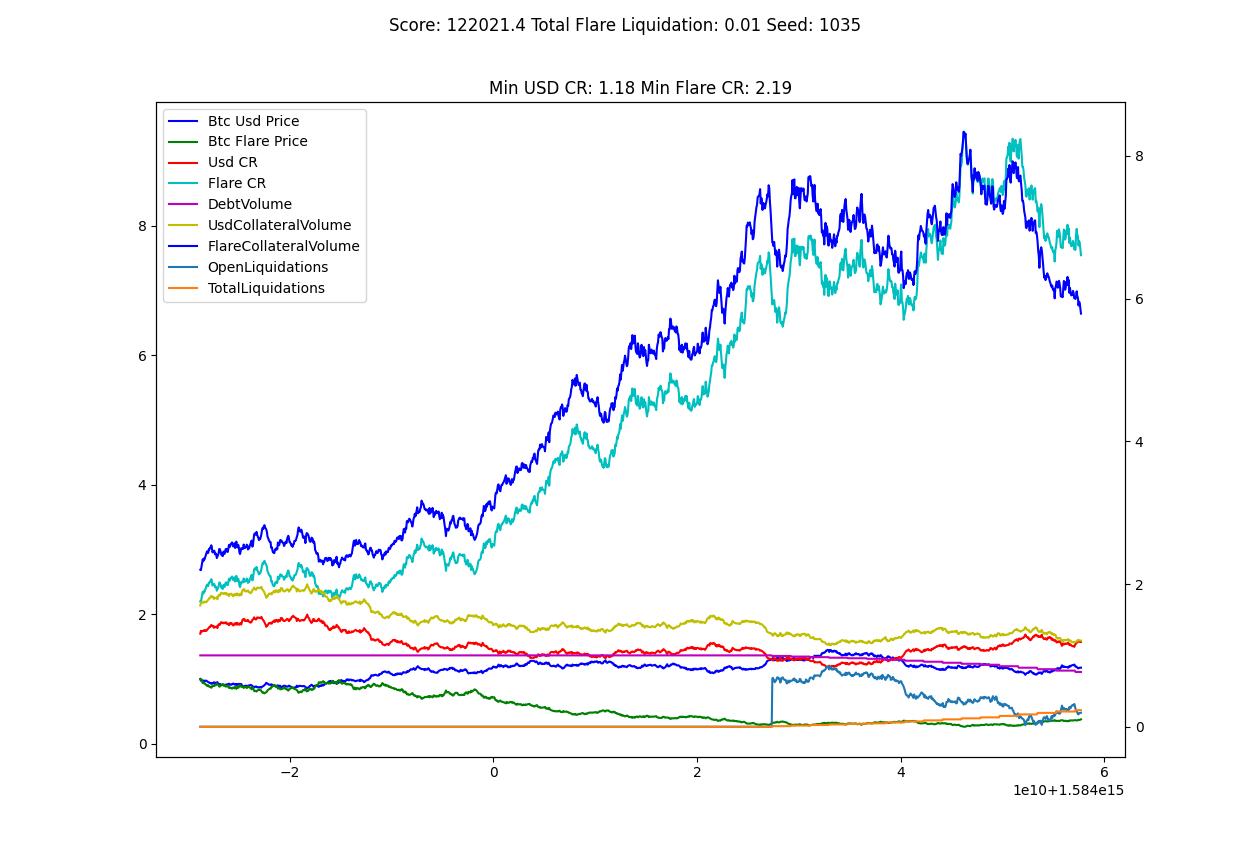 Score: 122021.4 Total Flare Liquidation: 0.01 Seed: 1035
Min USD CR: 1.18 Min Flare CR: 2.19
Btc Usd Price
Btc Flare Price
Usd CR
Flare CR
DebtVolume
UsdCollateralVolume
FlareCollateralVolume
OpenLiquidations
TotalLiquidations
8
6
4
2
0
8
6
4
2
0
−2
0
2
4
6
1e10+1.584e15